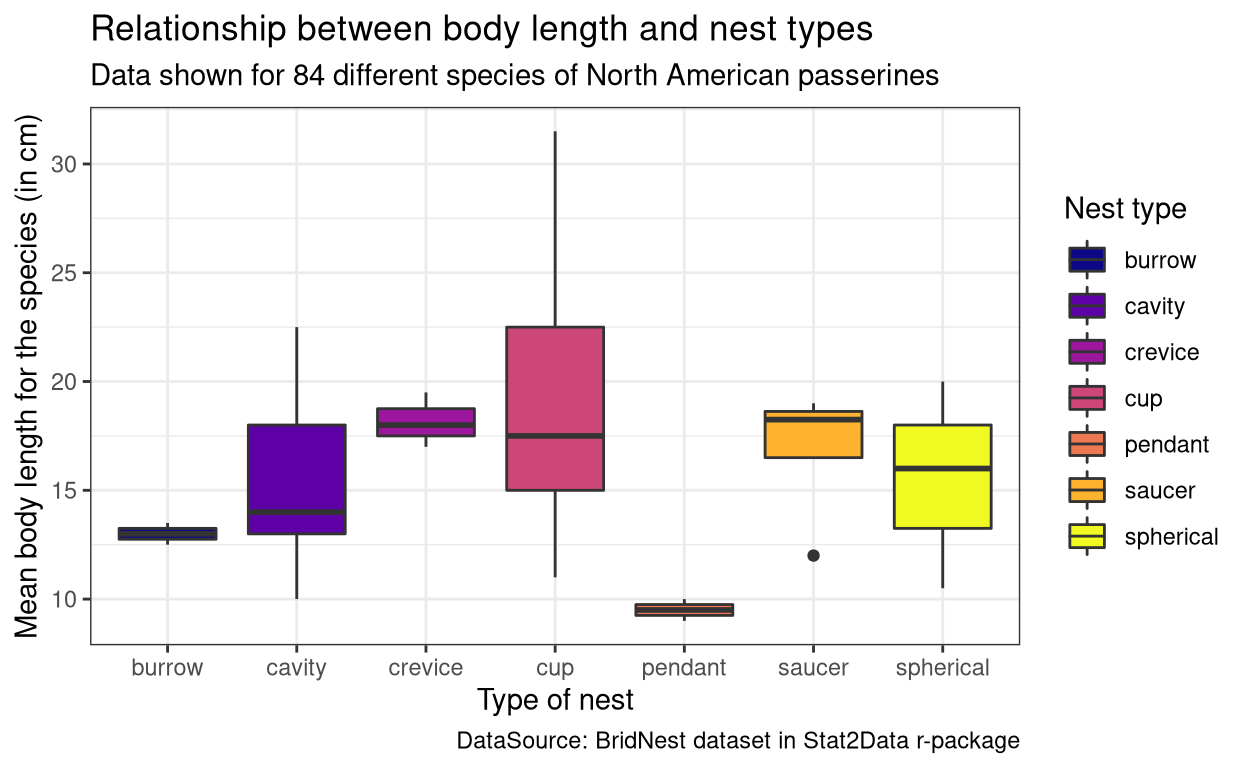 Relationship between body length and nest types
Data shown for 84 different species of North American passerines
Mean body length for the species (in cm)
30
25
20
15
10
burrow
cavity
crevice
cup
pendant
saucer
spherical
Type of nest
DataSource: BridNest dataset in Stat2Data r-package
Nest type
burrow
cavity
crevice
cup
pendant
saucer
spherical